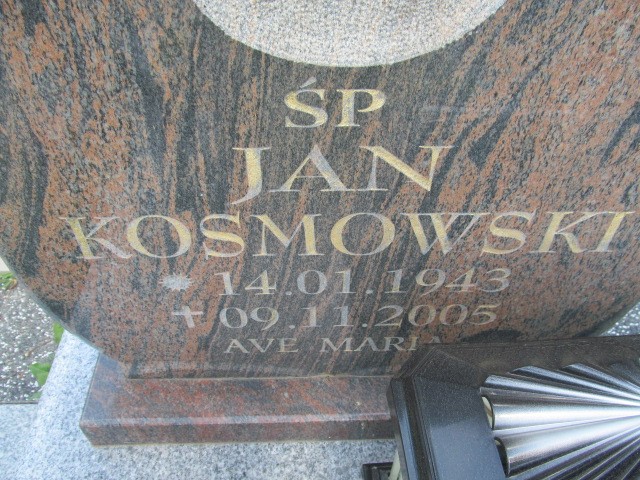 ŚP
JAN
KOSMOWSKI
* 14.01.1943
✝ 09.11.2005
AVE MARIA